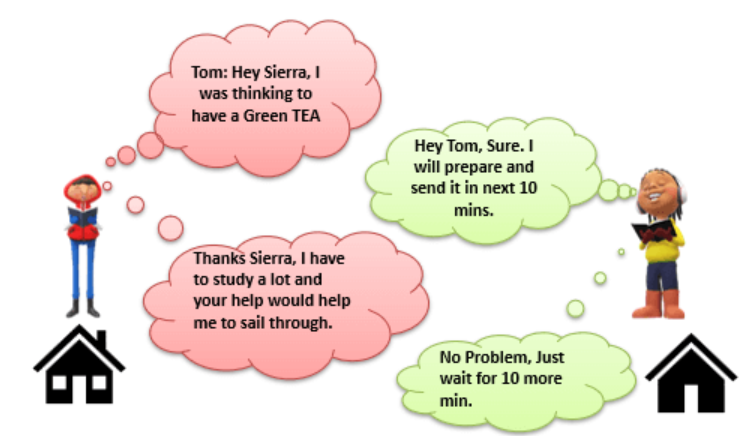 Tom: Hey Sierra, I
was thinking to
have a Green TEA
Hey Tom, Sure. I
will prepare and
send it in next 10
mins.
Thanks Sierra, I have
to study a lot and
your help would help
me to sail through.
No Problem, Just
wait for 10 more
min.